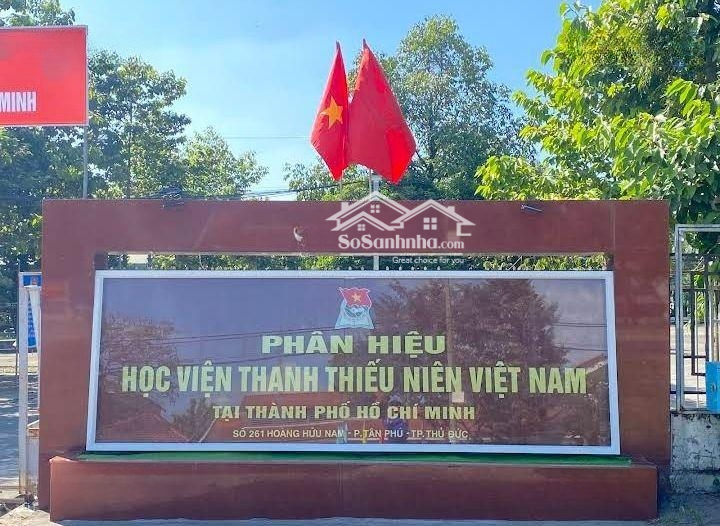 MINH
SoSanhnha.com
Great choice for you
PHÂN HIỆU
HỌC VIỆN THANH THIẾU NIÊN VIỆT NAM
TẠI THÀNH PHỐ HỒ CHÍ MINH
SỐ 261 HOÀNG HỮU NAM - P.TÂN PHÚ - TP.THỦ ĐỨC